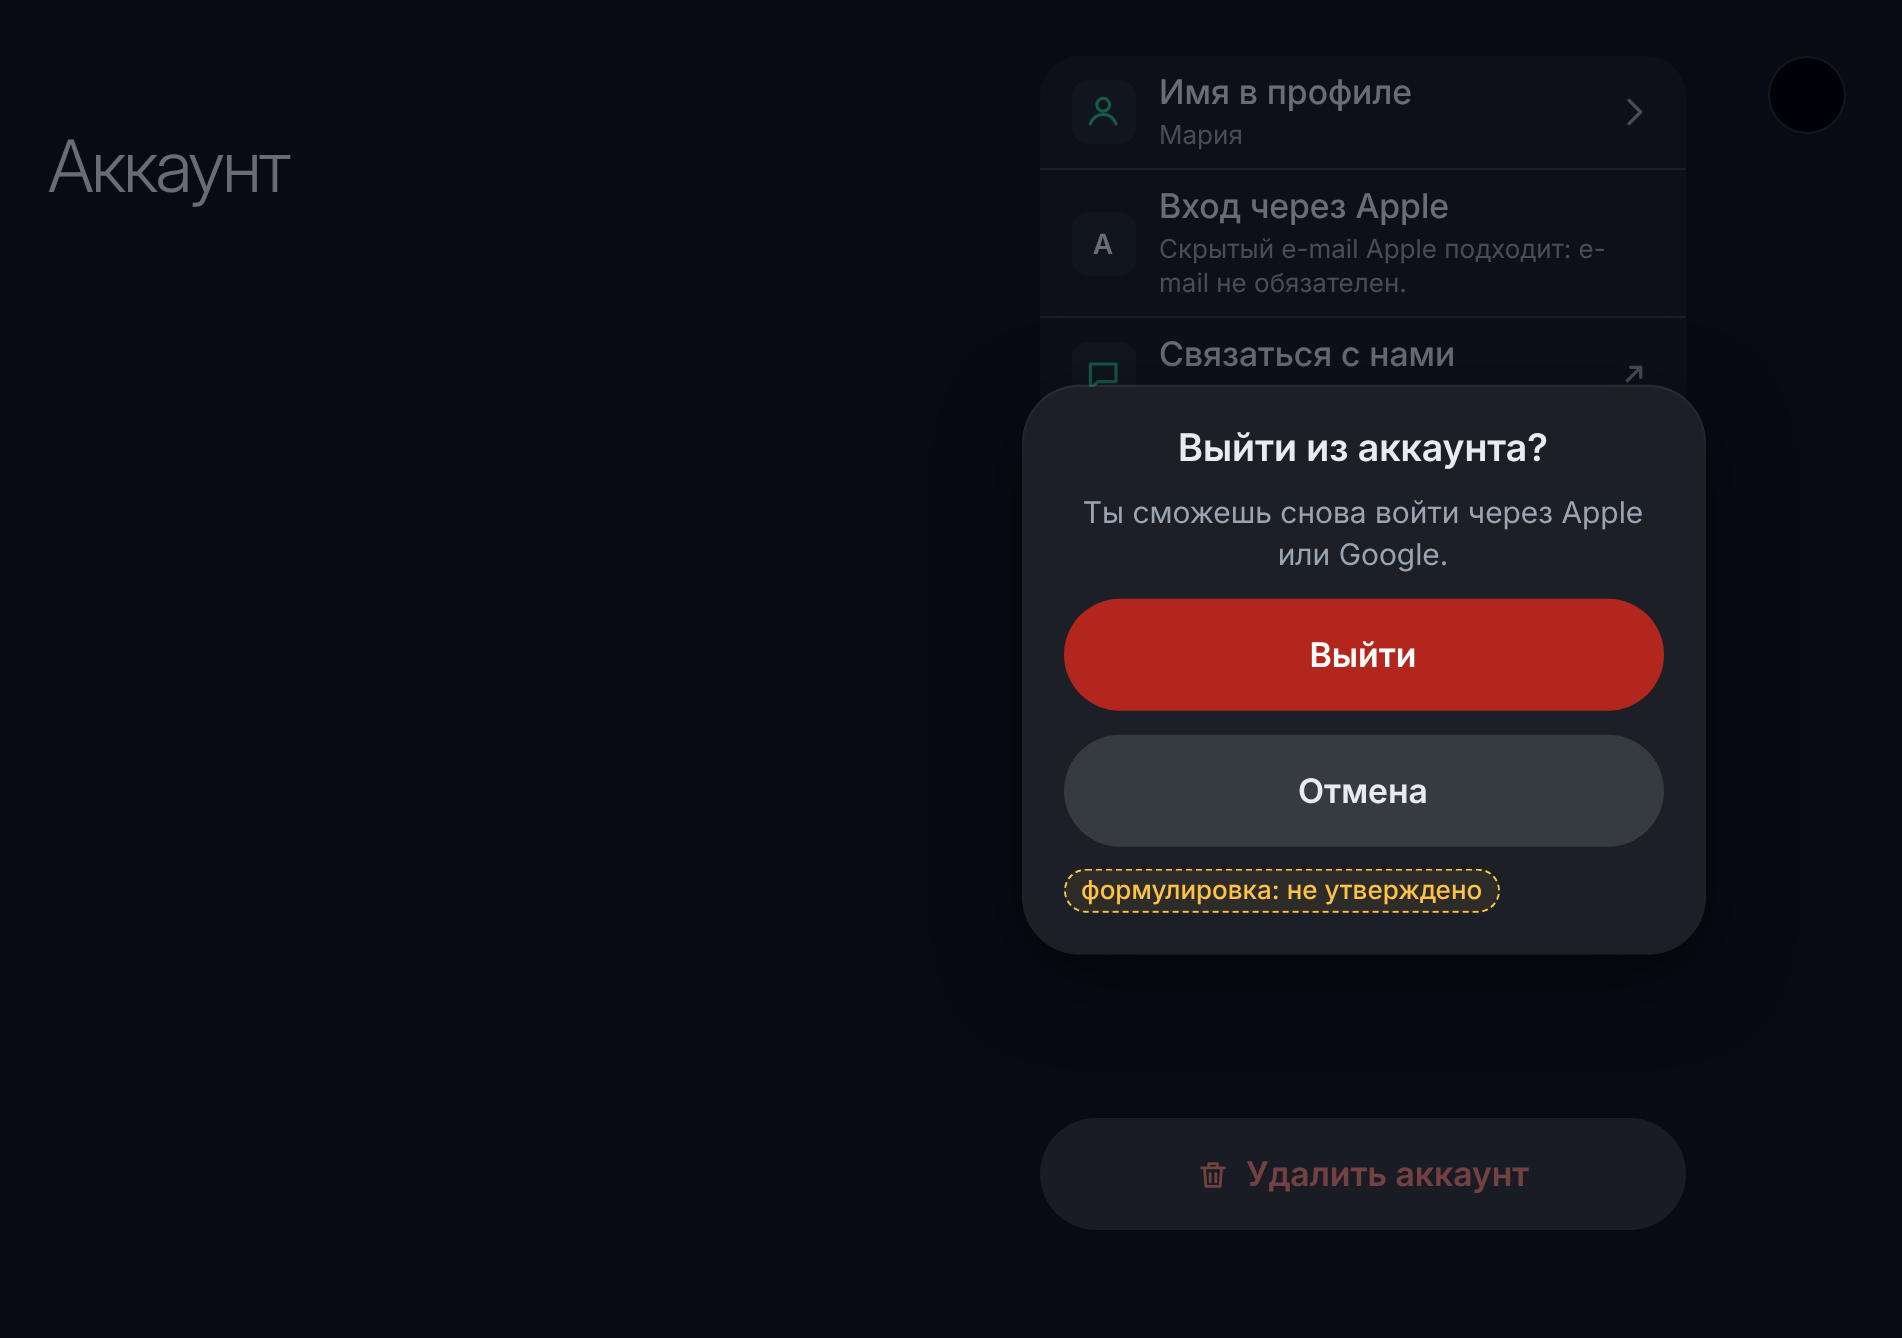 Аккаунт
Имя в профиле
Мария
A
Вход через Apple
Скрытый e-mail Apple подходит: e-
mail не обязателен.
Связаться с нами
Выйти из аккаунта?
Ты сможешь снова войти через Apple
или Google.
Выйти
Отмена
формулировка: не утверждено
Удалить аккаунт